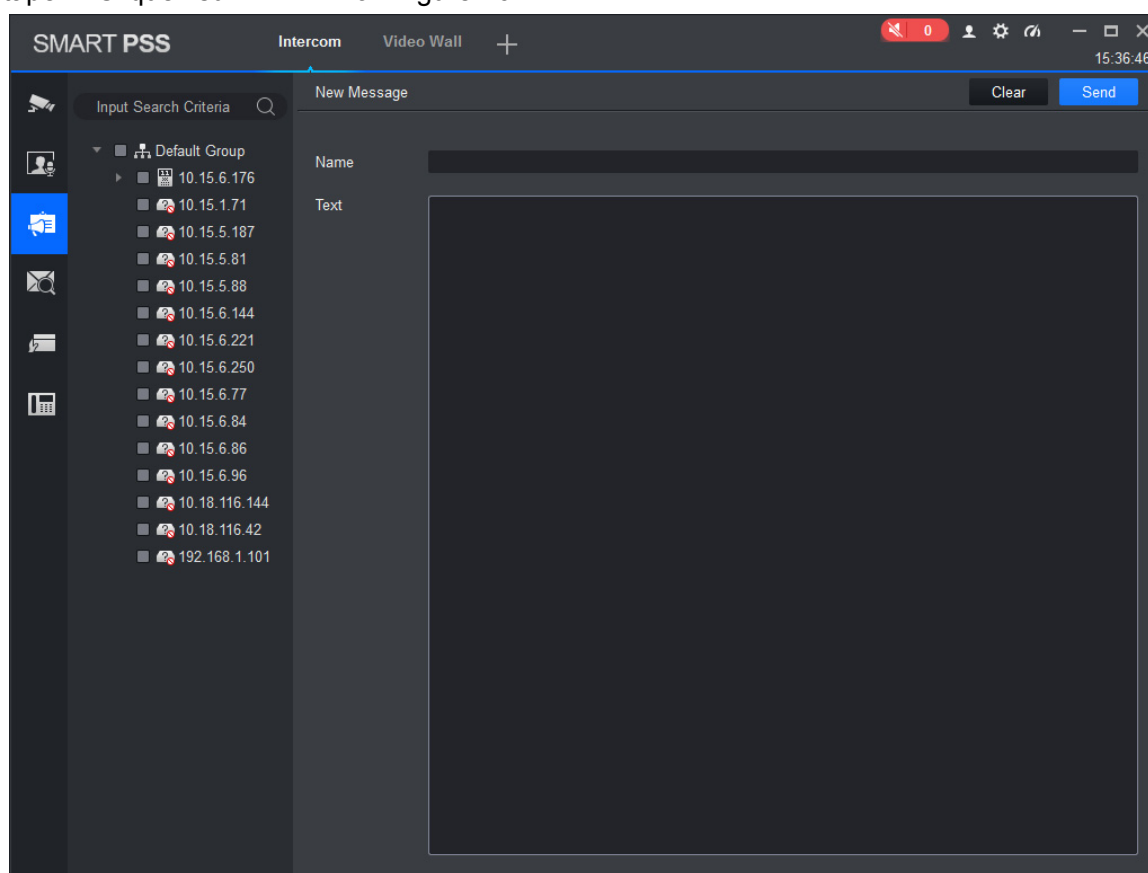 SMART PSS
Intercom
Video Wall
0
15:36:46
Input Search Criteria
New Message
Clear
Send
Default Group
10.15.6.176
10.15.1.71
10.15.5.187
10.15.5.81
10.15.5.88
10.15.6.144
10.15.6.221
10.15.6.250
10.15.6.77
10.15.6.84
10.15.6.86
10.15.6.96
10.18.116.144
10.18.116.42
192.168.1.101
Name
Text